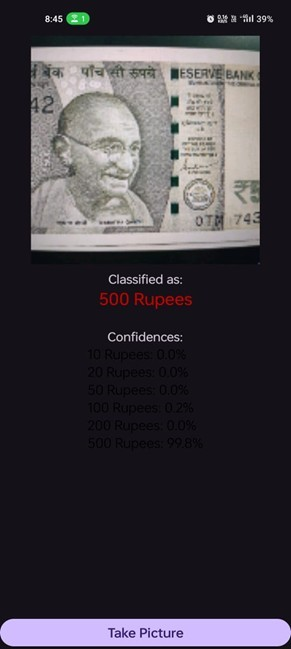 8:45 1 39%
बैंक पाँच सौ रुपये ESERVE BANK
42
0TM 743
Classified as:
500 Rupees
Confidences:
10 Rupees: 0.0%
20 Rupees: 0.0%
50 Rupees: 0.0%
100 Rupees: 0.2%
200 Rupees: 0.0%
500 Rupees: 99.8%
Take Picture